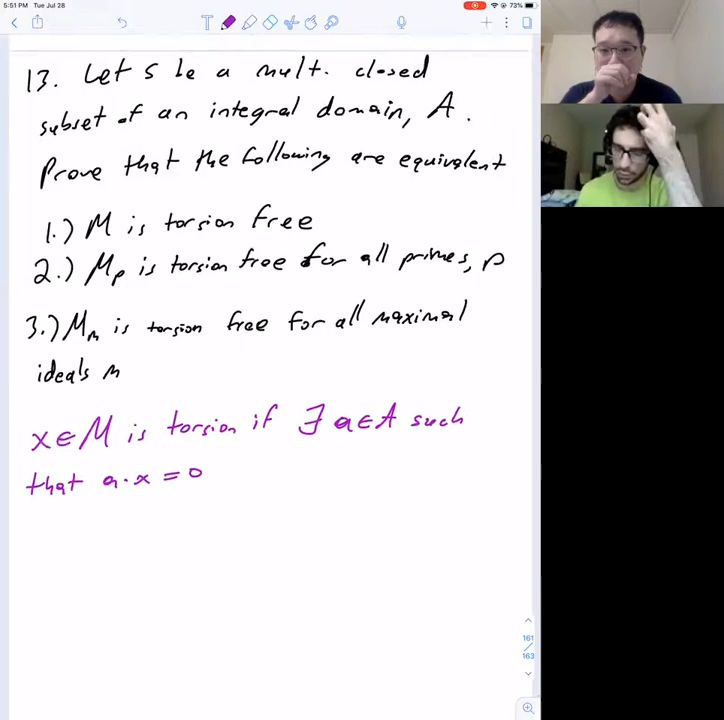 5:51 PM Tue Jul 28
73%
13. Let S be a mult. closed
subset of an integral domain, A.
Prove that the following are equivalent
1.) M is torsion free
2.) Mp is torsion free for all primes, p
3.) Mm is torsion free for all maximal
ideals m
x ∈ M is torsion if ∃ a ∈ A such
that a·x = 0
161
/
163